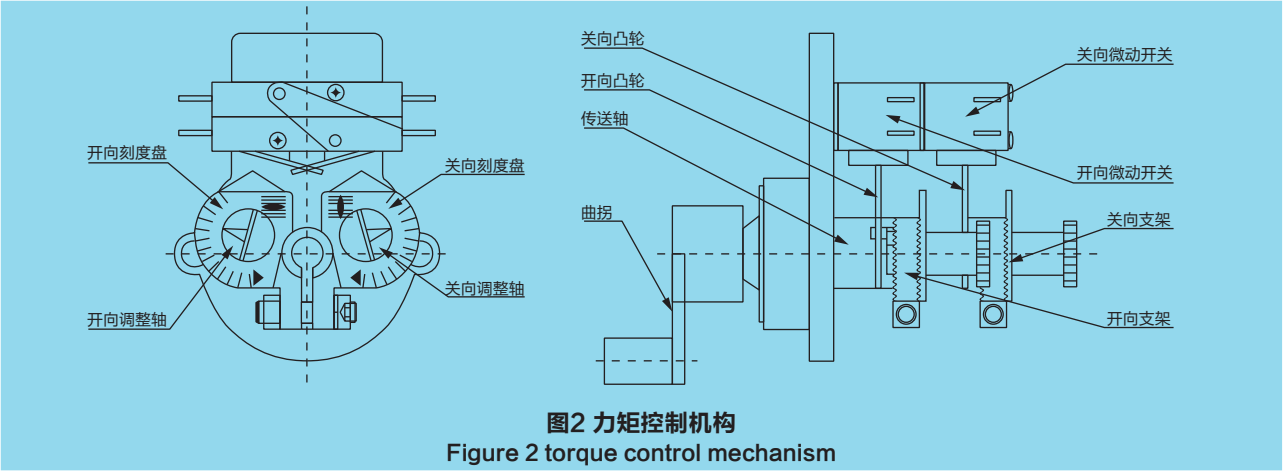 开向刻度盘
关向刻度盘
开向调整轴
关向调整轴
关向凸轮
开向凸轮
传送轴
曲拐
关向微动开关
开向微动开关
关向支架
开向支架
图2 力矩控制机构
Figure 2 torque control mechanism